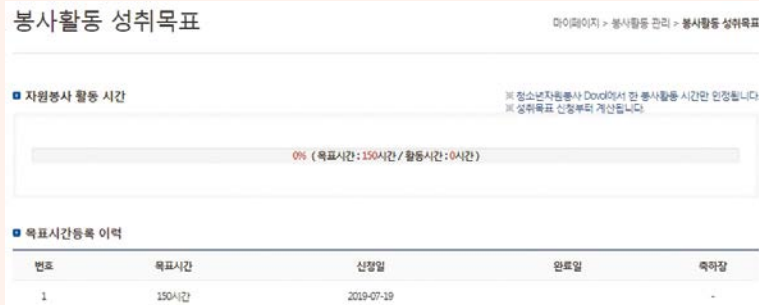 봉사활동 성취목표
마이페이지 > 봉사활동 관리 > 봉사활동 성취목표
자원봉사 활동 시간
※ 청소년자원봉사 Dovol에서 한 봉사활동 시간만 인정됩니다.
※ 성취목표 신청부터 계산됩니다.
0% ( 목표시간 : 150시간 / 활동시간 : 0시간 )
목표시간등록 이력
번호 목표시간 신청일 완료일 축하장
1 150시간 2019-07-19 -